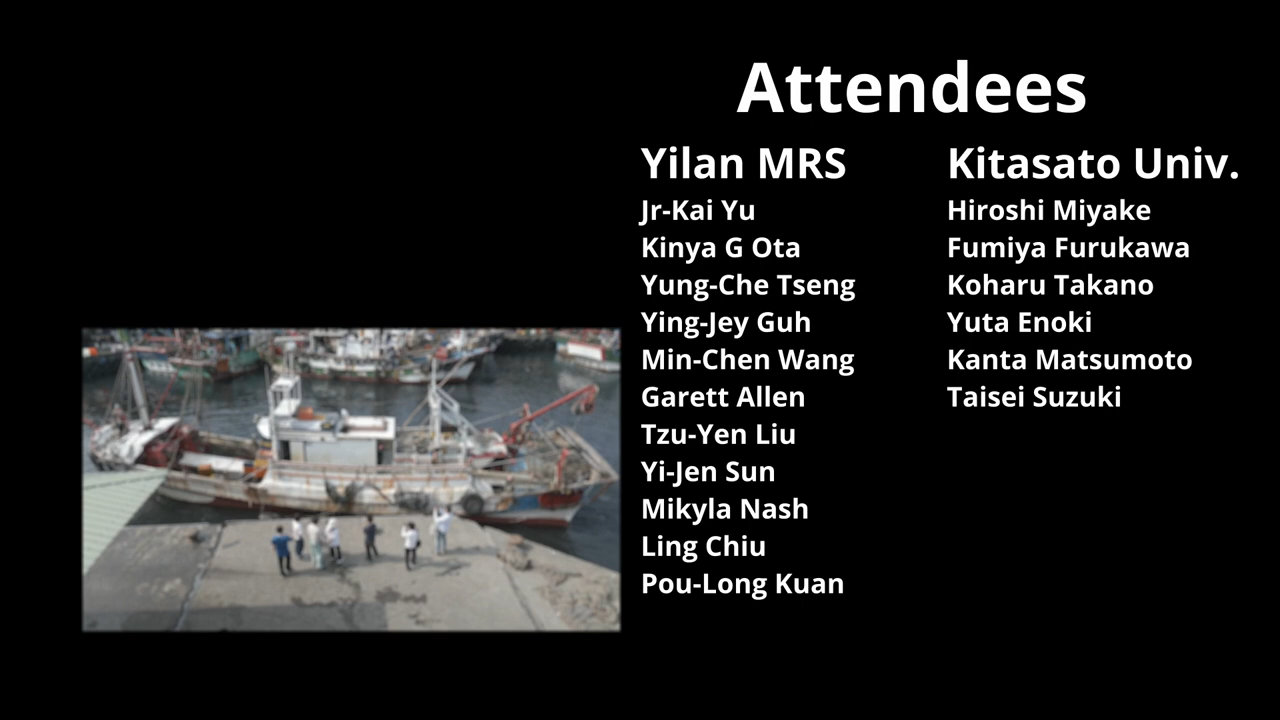 Attendees
Yilan MRS
Jr-Kai Yu
Kinya G Ota
Yung-Che Tseng
Ying-Jey Guh
Min-Chen Wang
Garett Allen
Tzu-Yen Liu
Yi-Jen Sun
Mikyla Nash
Ling Chiu
Pou-Long Kuan
Kitasato Univ.
Hiroshi Miyake
Fumiya Furukawa
Koharu Takano
Yuta Enoki
Kanta Matsumoto
Taisei Suzuki